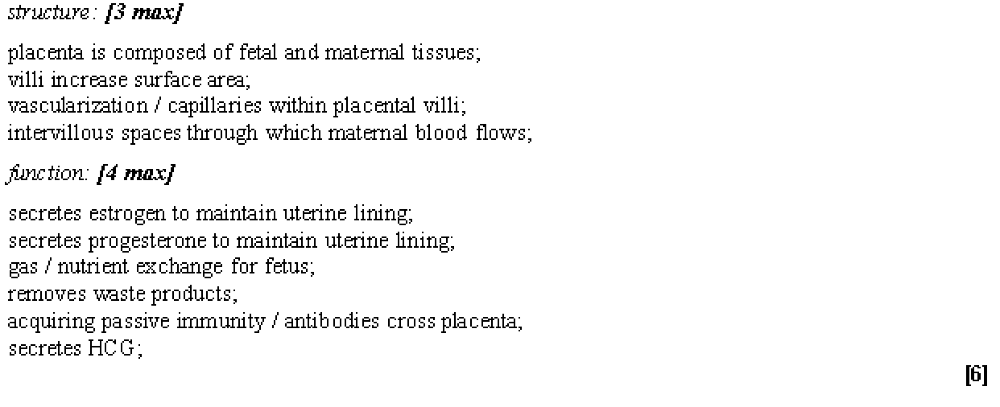 structure: [3 max]
placenta is composed of fetal and maternal tissues;
villi increase surface area;
vascularization / capillaries within placental villi;
intervillous spaces through which maternal blood flows;
function: [4 max]
secretes estrogen to maintain uterine lining;
secretes progesterone to maintain uterine lining;
gas / nutrient exchange for fetus;
removes waste products;
acquiring passive immunity / antibodies cross placenta;
secretes HCG;
[6]